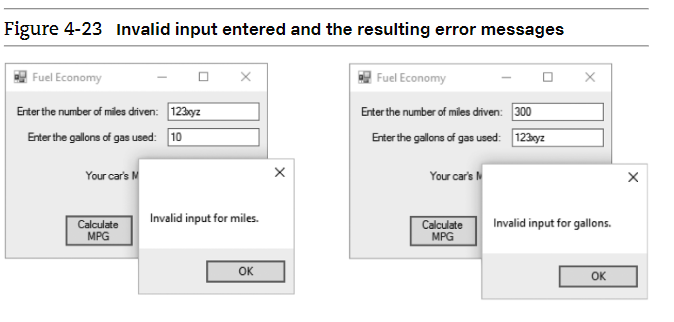 Figure 4-23 Invalid input entered and the resulting error messages
Fuel Economy
Enter the number of miles driven: 123xyz
Enter the gallons of gas used: 10
Your car's M
Calculate
MPG
Invalid input for miles.
OK
Fuel Economy
Enter the number of miles driven: 300
Enter the gallons of gas used: 123xyz
Your car's M
Calculate
MPG
Invalid input for gallons.
OK